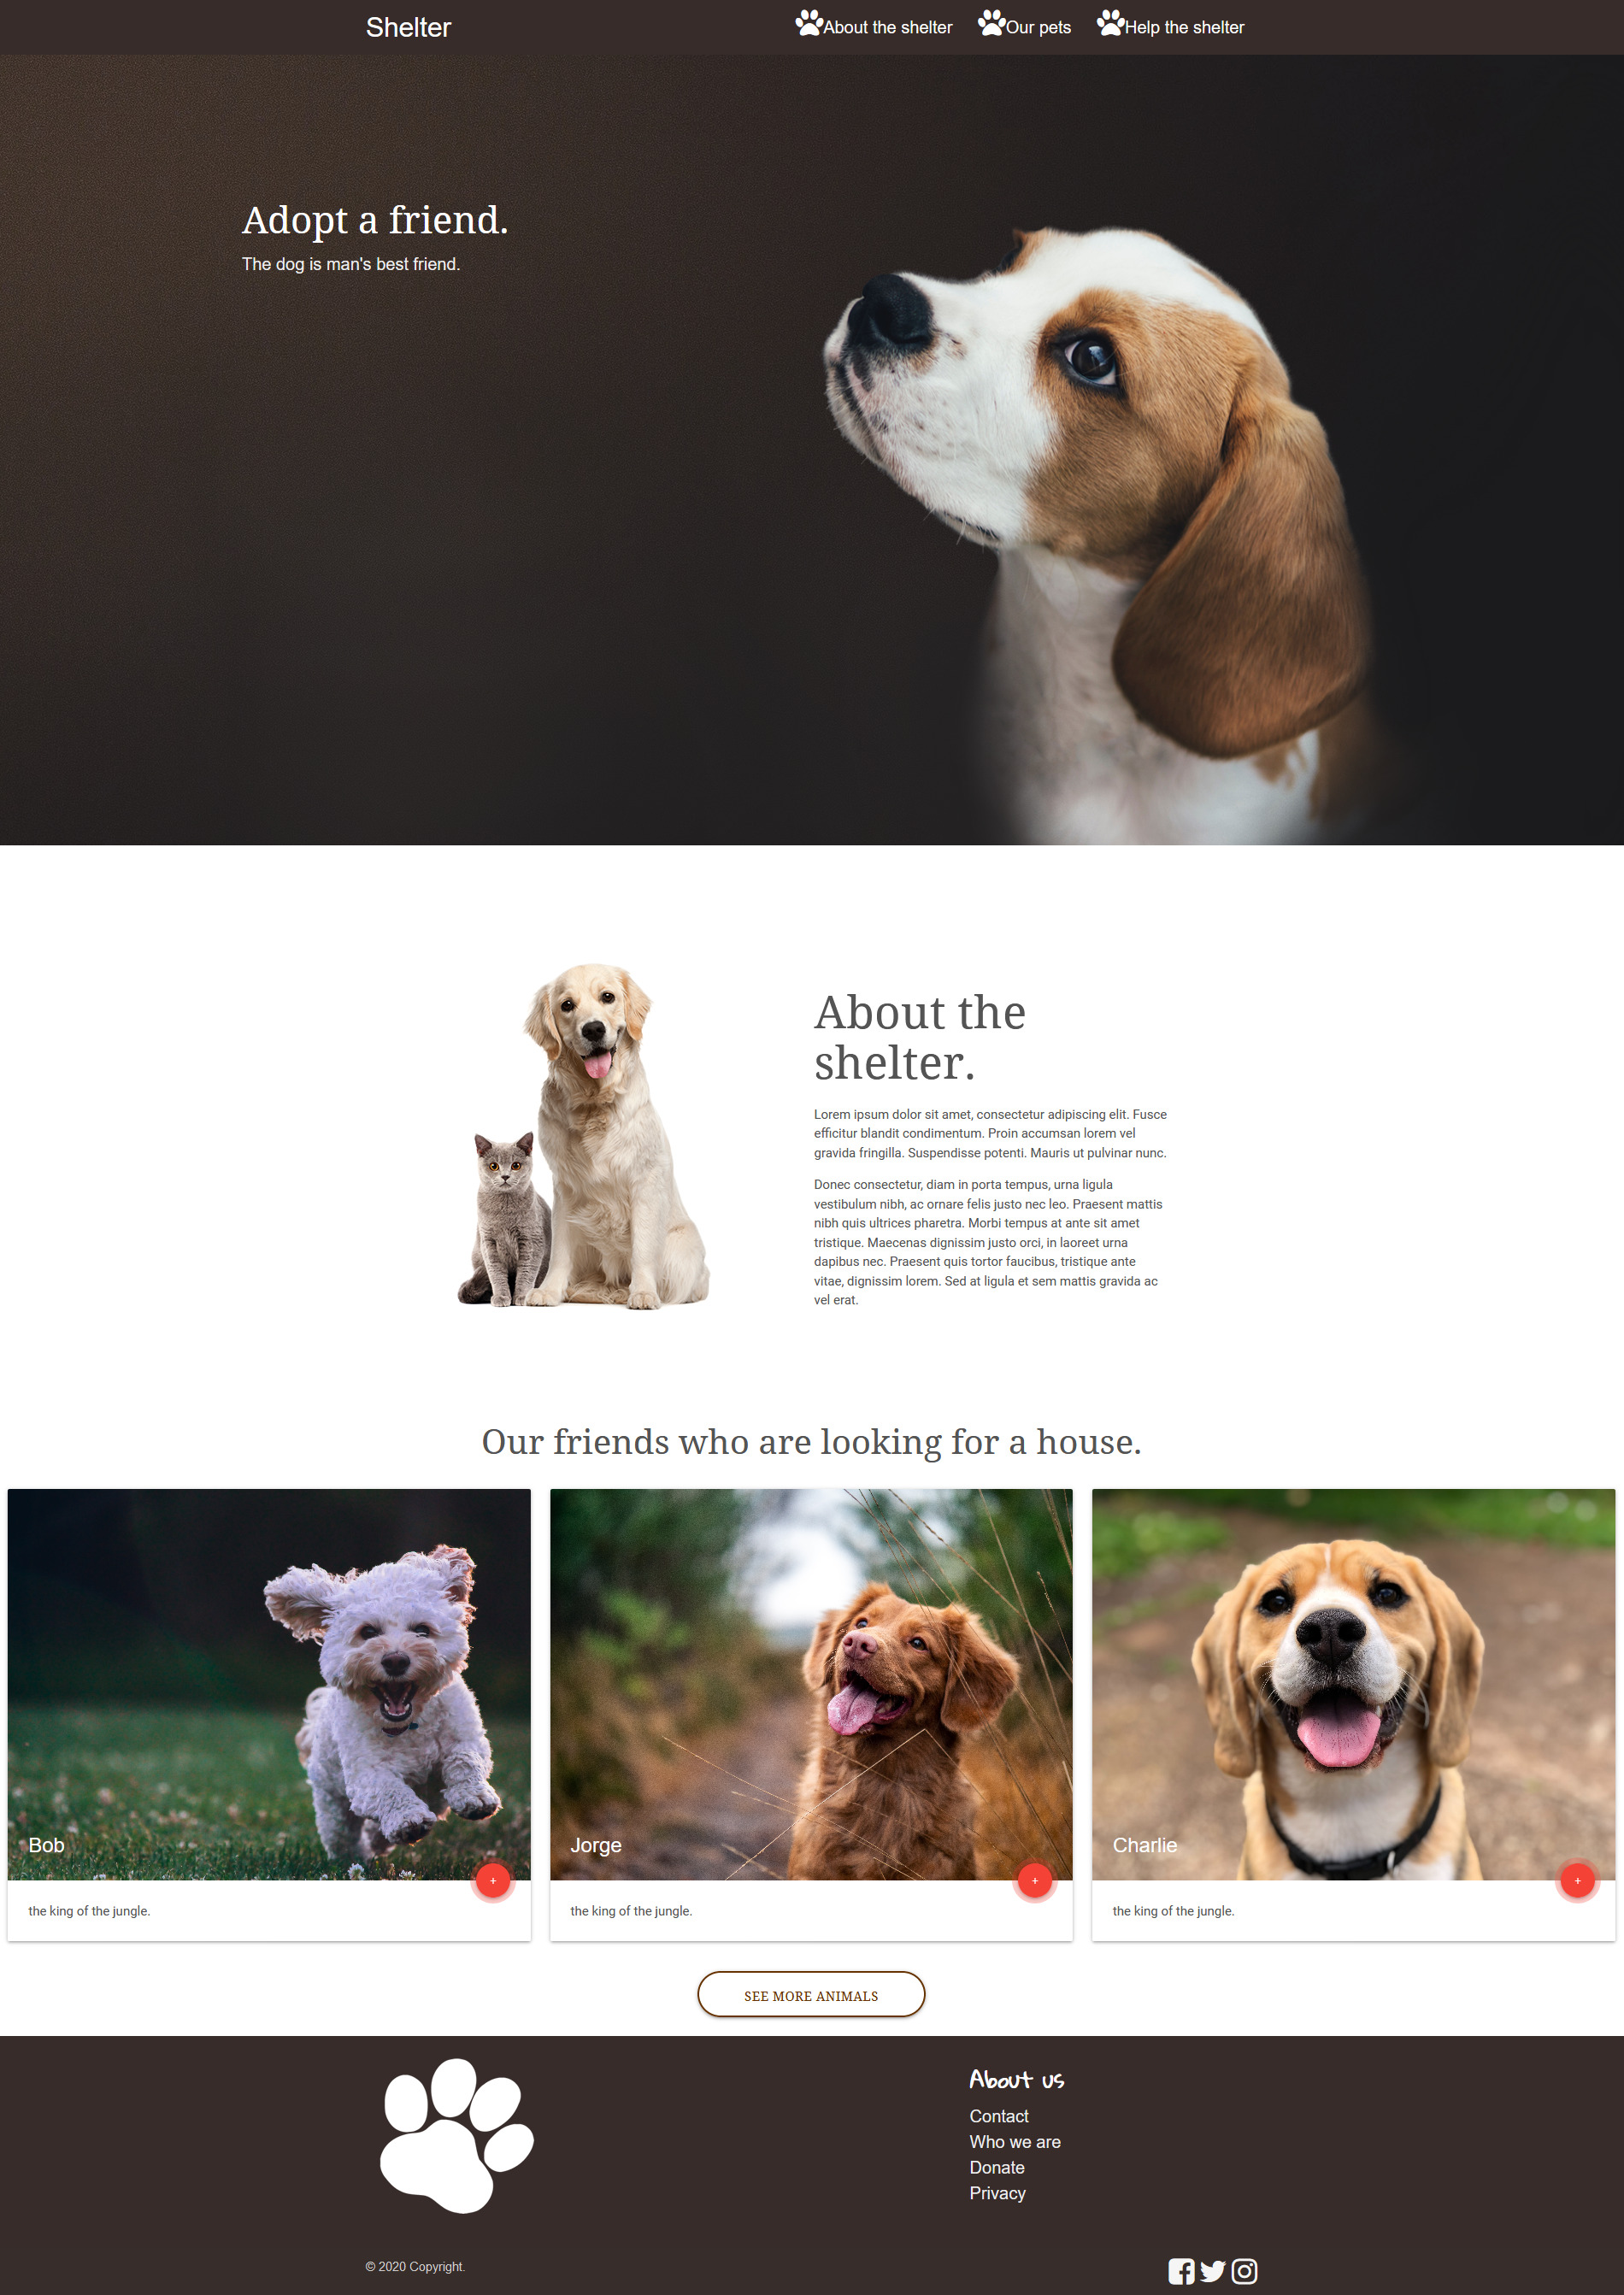 Shelter
About the shelter
Our pets
Help the shelter
Adopt a friend.
The dog is man's best friend.
About the
shelter.
Lorem ipsum dolor sit amet, consectetur adipiscing elit. Fusce
efficitur blandit condimentum. Proin accumsan lorem vel
gravida fringilla. Suspendisse potenti. Mauris ut pulvinar nunc.
Donec consectetur, diam in porta tempus, urna ligula
vestibulum nibh, ac ornare felis justo nec leo. Praesent mattis
nibh quis ultrices pharetra. Morbi tempus at ante sit amet
tristique. Maecenas dignissim justo orci, in laoreet urna
dapibus nec. Praesent quis tortor faucibus, tristique ante
vitae, dignissim lorem. Sed at ligula et sem mattis gravida ac
vel erat.
Our friends who are looking for a house.
Bob
+
the king of the jungle.
Jorge
+
the king of the jungle.
Charlie
+
the king of the jungle.
SEE MORE ANIMALS
About us
Contact
Who we are
Donate
Privacy
© 2020 Copyright.